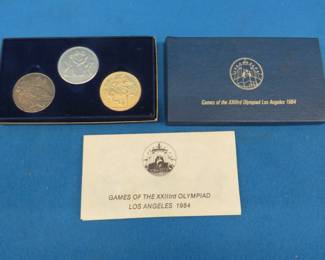 Games of the XXIIIrd Olympiad Los Angeles 1984
GAMES OF THE XXIIIrd OLYMPIAD
LOS ANGELES 1984